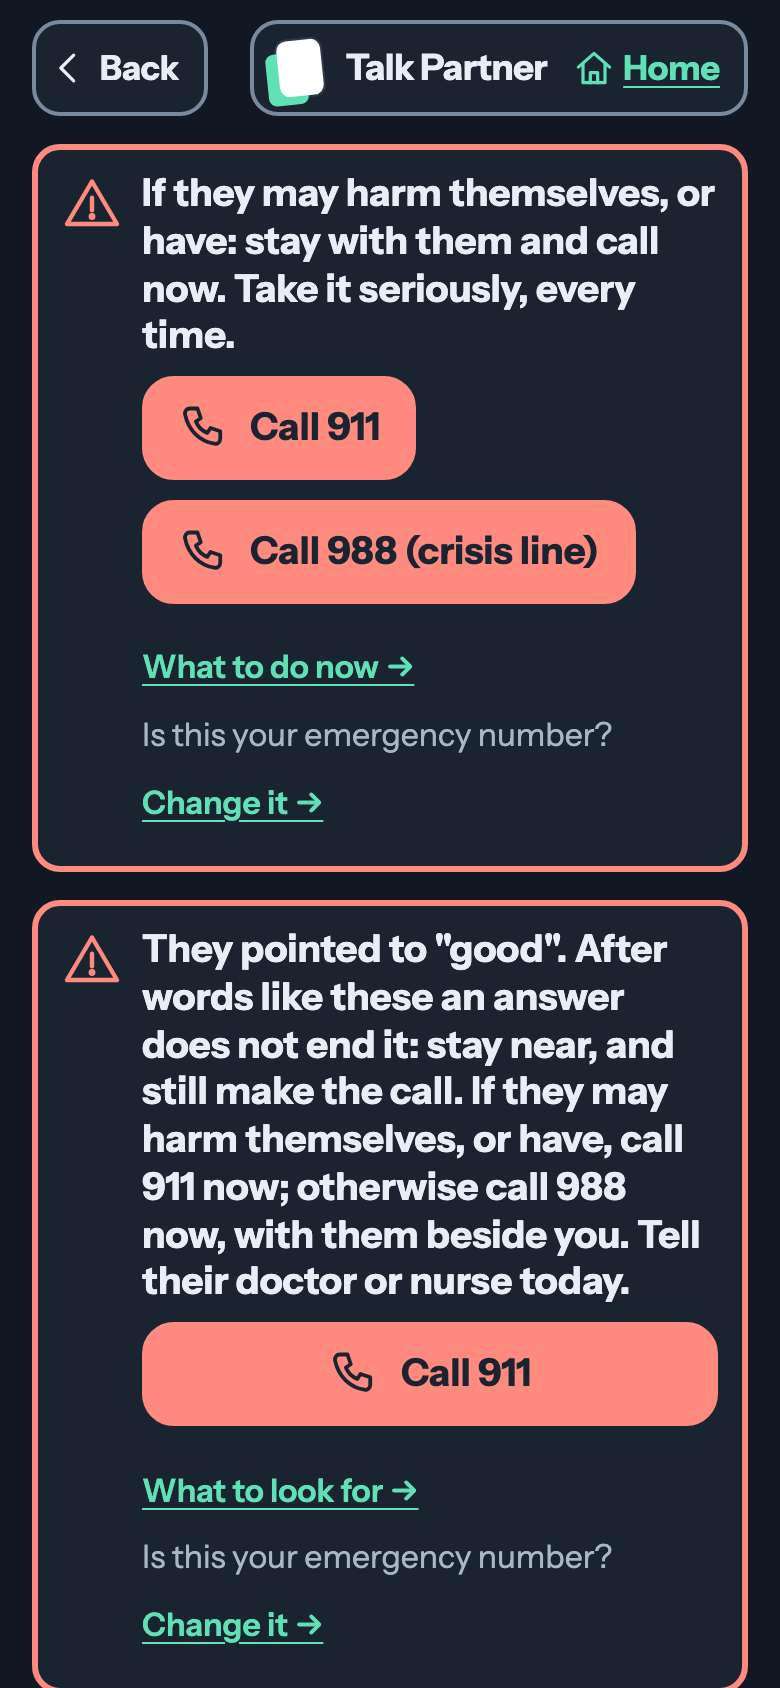 Back
Talk Partner
Home
If they may harm themselves, or
have: stay with them and call
now. Take it seriously, every
time.
Call 911
Call 988 (crisis line)
What to do now →
Is this your emergency number?
Change it →
They pointed to "good". After
words like these an answer
does not end it: stay near, and
still make the call. If they may
harm themselves, or have, call
911 now; otherwise call 988
now, with them beside you. Tell
their doctor or nurse today.
Call 911
What to look for →
Is this your emergency number?
Change it →